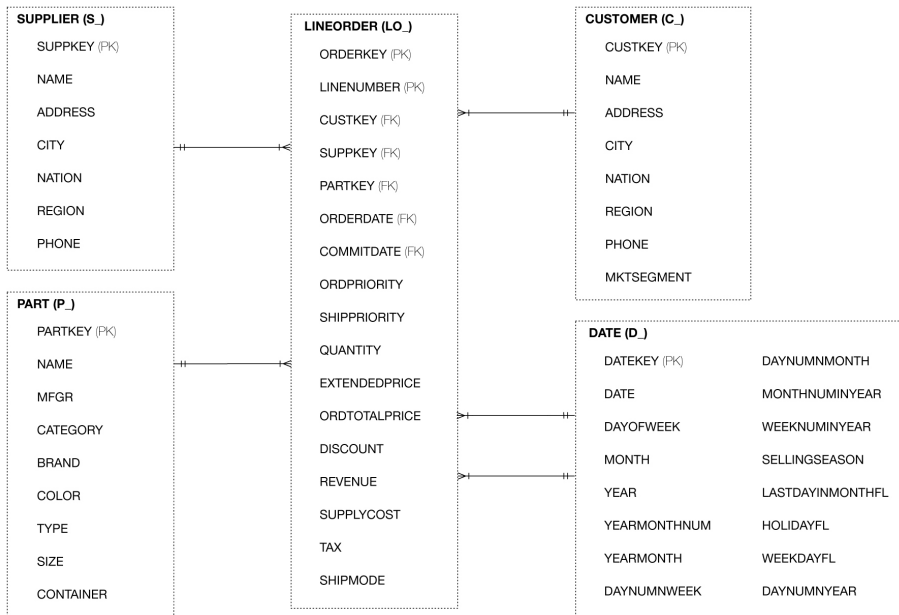 SUPPLIER (S_)
SUPPKEY (PK)
NAME
ADDRESS
CITY
NATION
REGION
PHONE
PART (P_)
PARTKEY (PK)
NAME
MFGR
CATEGORY
BRAND
COLOR
TYPE
SIZE
CONTAINER
LINEORDER (LO_)
ORDERKEY (PK)
LINENUMBER (PK)
CUSTKEY (FK)
SUPPKEY (FK)
PARTKEY (FK)
ORDERDATE (FK)
COMMITDATE (FK)
ORDPRIORITY
SHIPPRIORITY
QUANTITY
EXTENDEDPRICE
ORDTOTALPRICE
DISCOUNT
REVENUE
SUPPLYCOST
TAX
SHIPMODE
CUSTOMER (C_)
CUSTKEY (PK)
NAME
ADDRESS
CITY
NATION
REGION
PHONE
MKTSEGMENT
DATE (D_)
DATEKEY (PK)
DATE
DAYOFWEEK
MONTH
YEAR
YEARMONTHNUM
YEARMONTH
DAYNUMNWEEK
DAYNUMNMONTH
MONTHNUMINYEAR
WEEKNUMINYEAR
SELLINGSEASON
LASTDAYINMONTHFL
HOLIDAYFL
WEEKDAYFL
DAYNUMNYEAR